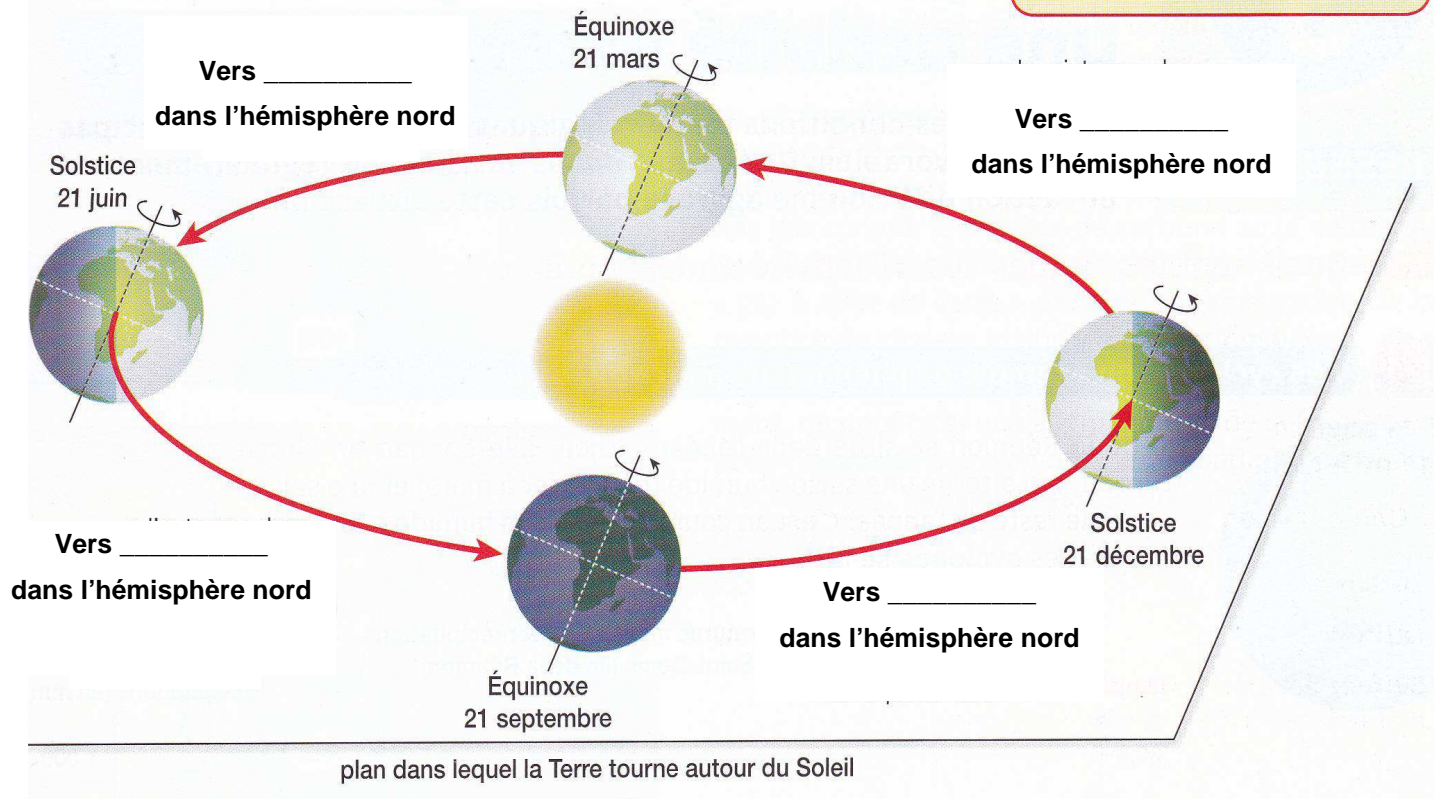 Équinoxe
21 mars
Vers __________
dans l'hémisphère nord
Vers __________
dans l'hémisphère nord
Solstice
21 juin
Solstice
21 décembre
Vers __________
dans l'hémisphère nord
Vers __________
dans l'hémisphère nord
Équinoxe
21 septembre
plan dans lequel la Terre tourne autour du Soleil